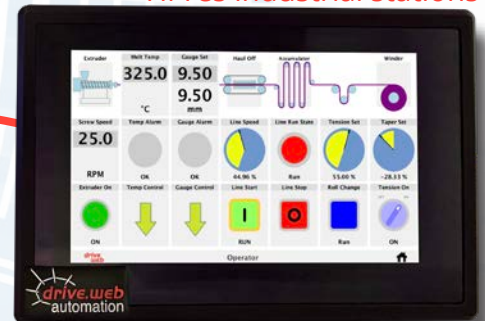 Extruder Melt Temp Gauge Set Haul Off Accumulator Winder
325.0 9.50
9.50
°C mm
Screw Speed Temp Alarm Gauge Alarm Line Speed Line Run State Tension Set Taper Set
25.0
RPM OK OK 44.96 % Run 55.00 % -28.33 %
Extruder On Temp Control Gauge Control Line Start Line Stop Roll Change Tension On
I O
ON RUN Run ON
drive.web Operator
drive.web
automation